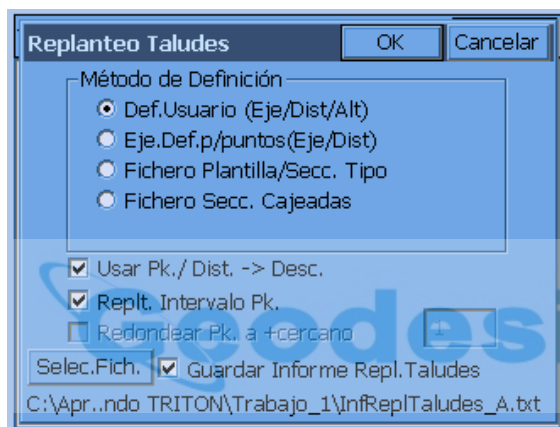 Replanteo Taludes OK Cancelar
Método de Definición
Def.Usuario (Eje/Dist/Alt)
Eje.Def.p/puntos(Eje/Dist)
Fichero Plantilla/Secc. Tipo
Fichero Secc. Cajeadas
Usar Pk./ Dist. -> Desc.
Replt. Intervalo Pk.
Redondear Pk. a +cercano 1
Geodes
Selec.Fich. Guardar Informe Repl.Taludes
C:\Apr..ndo TRITON\Trabajo_1\InfReplTaludes_A.txt